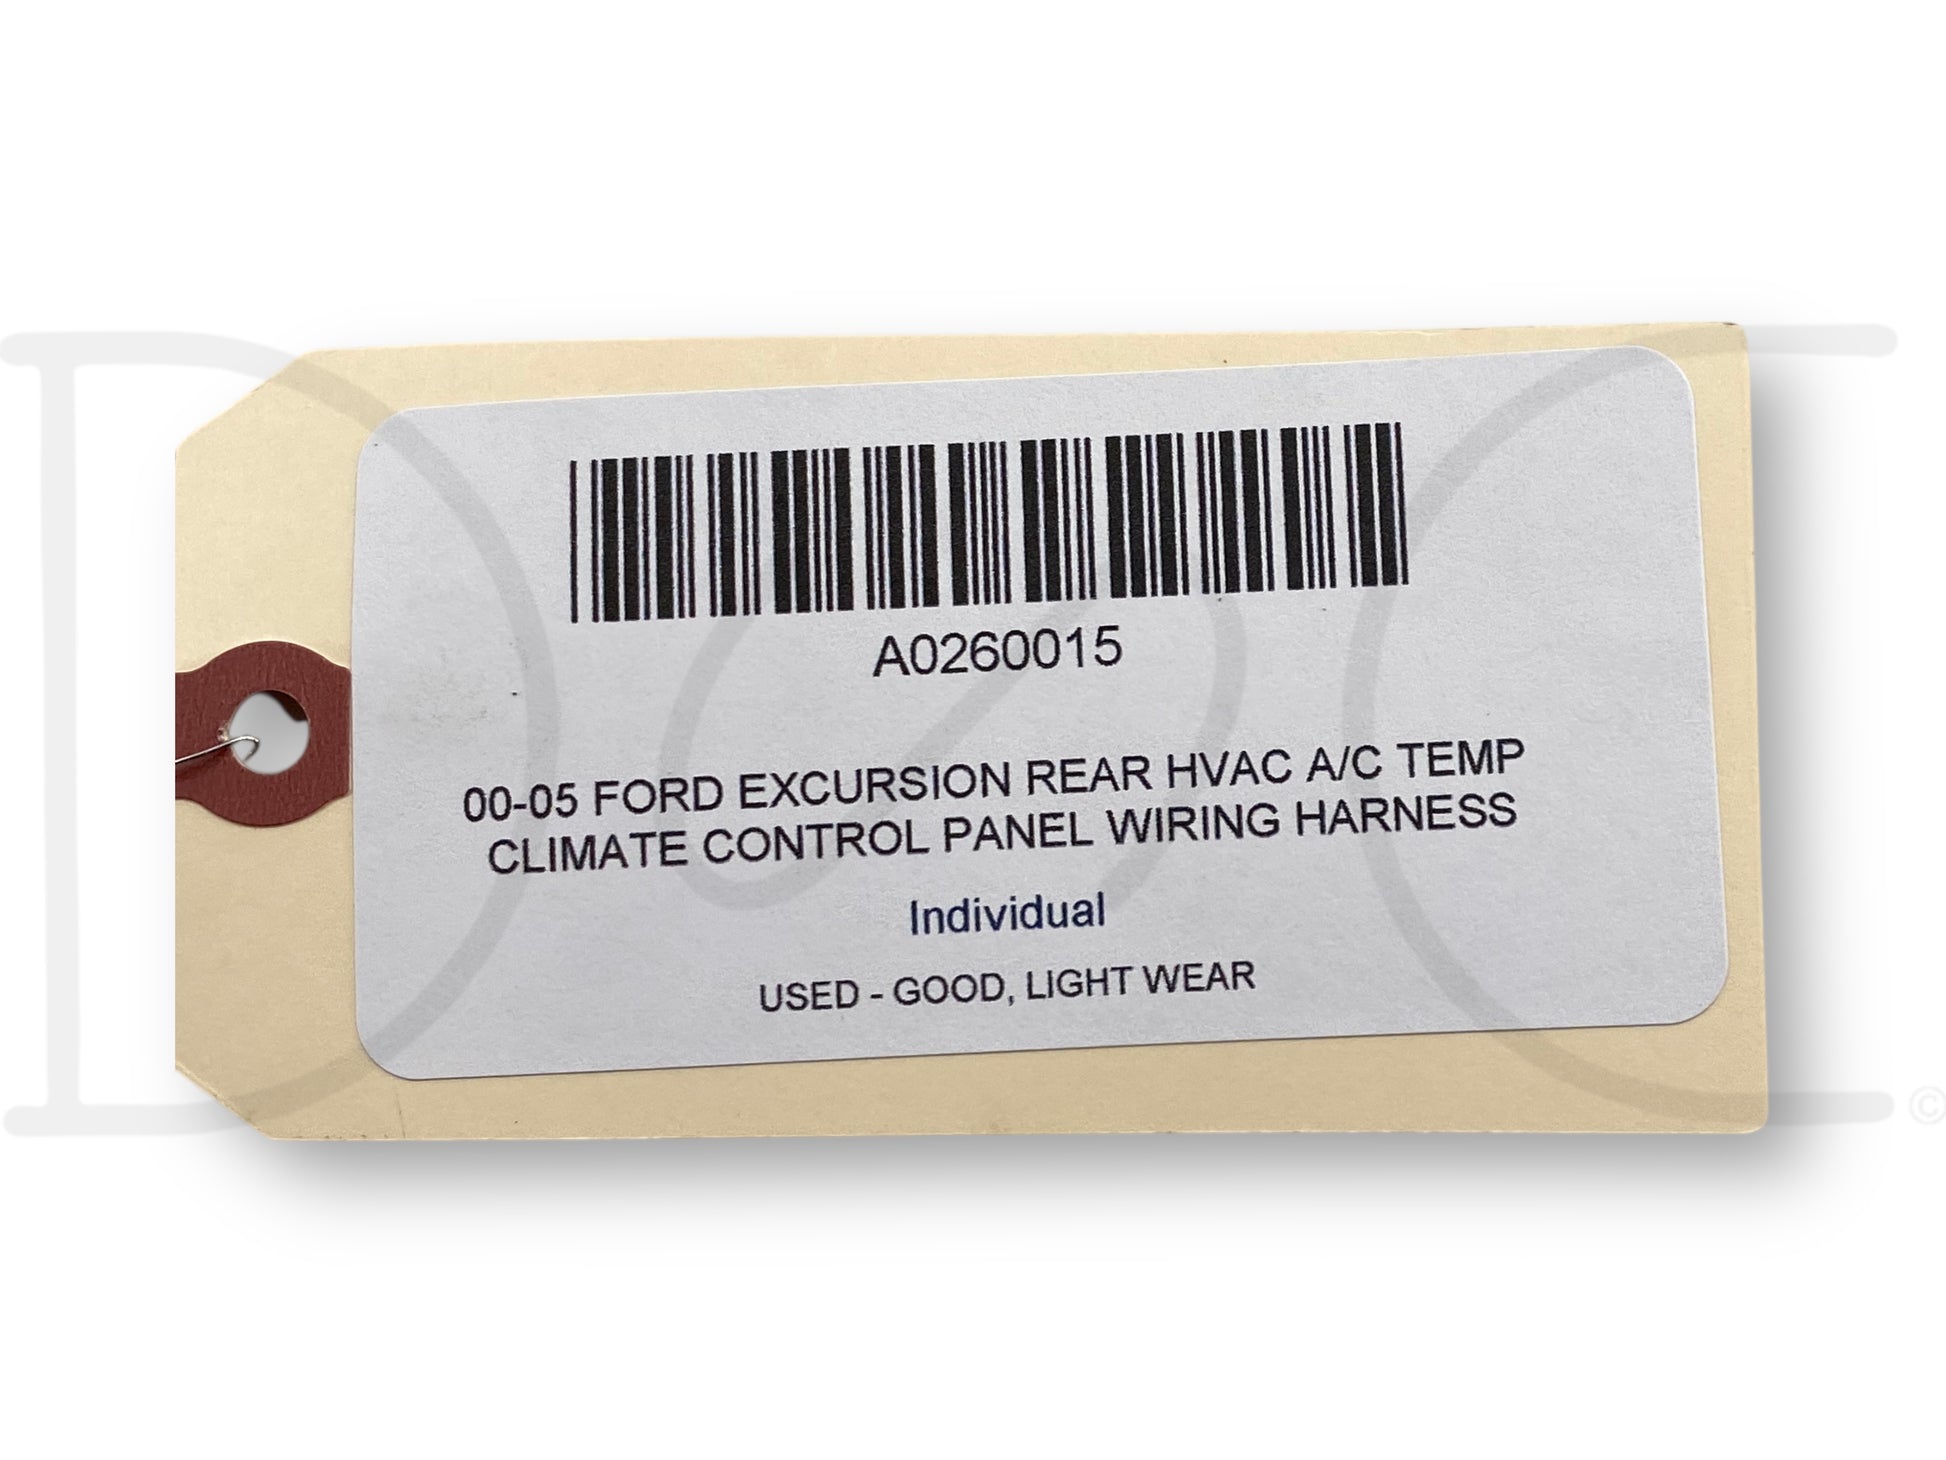 A0260015
00-05 FORD EXCURSION REAR HVAC A/C TEMP
CLIMATE CONTROL PANEL WIRING HARNESS
Individual
USED - GOOD, LIGHT WEAR
©